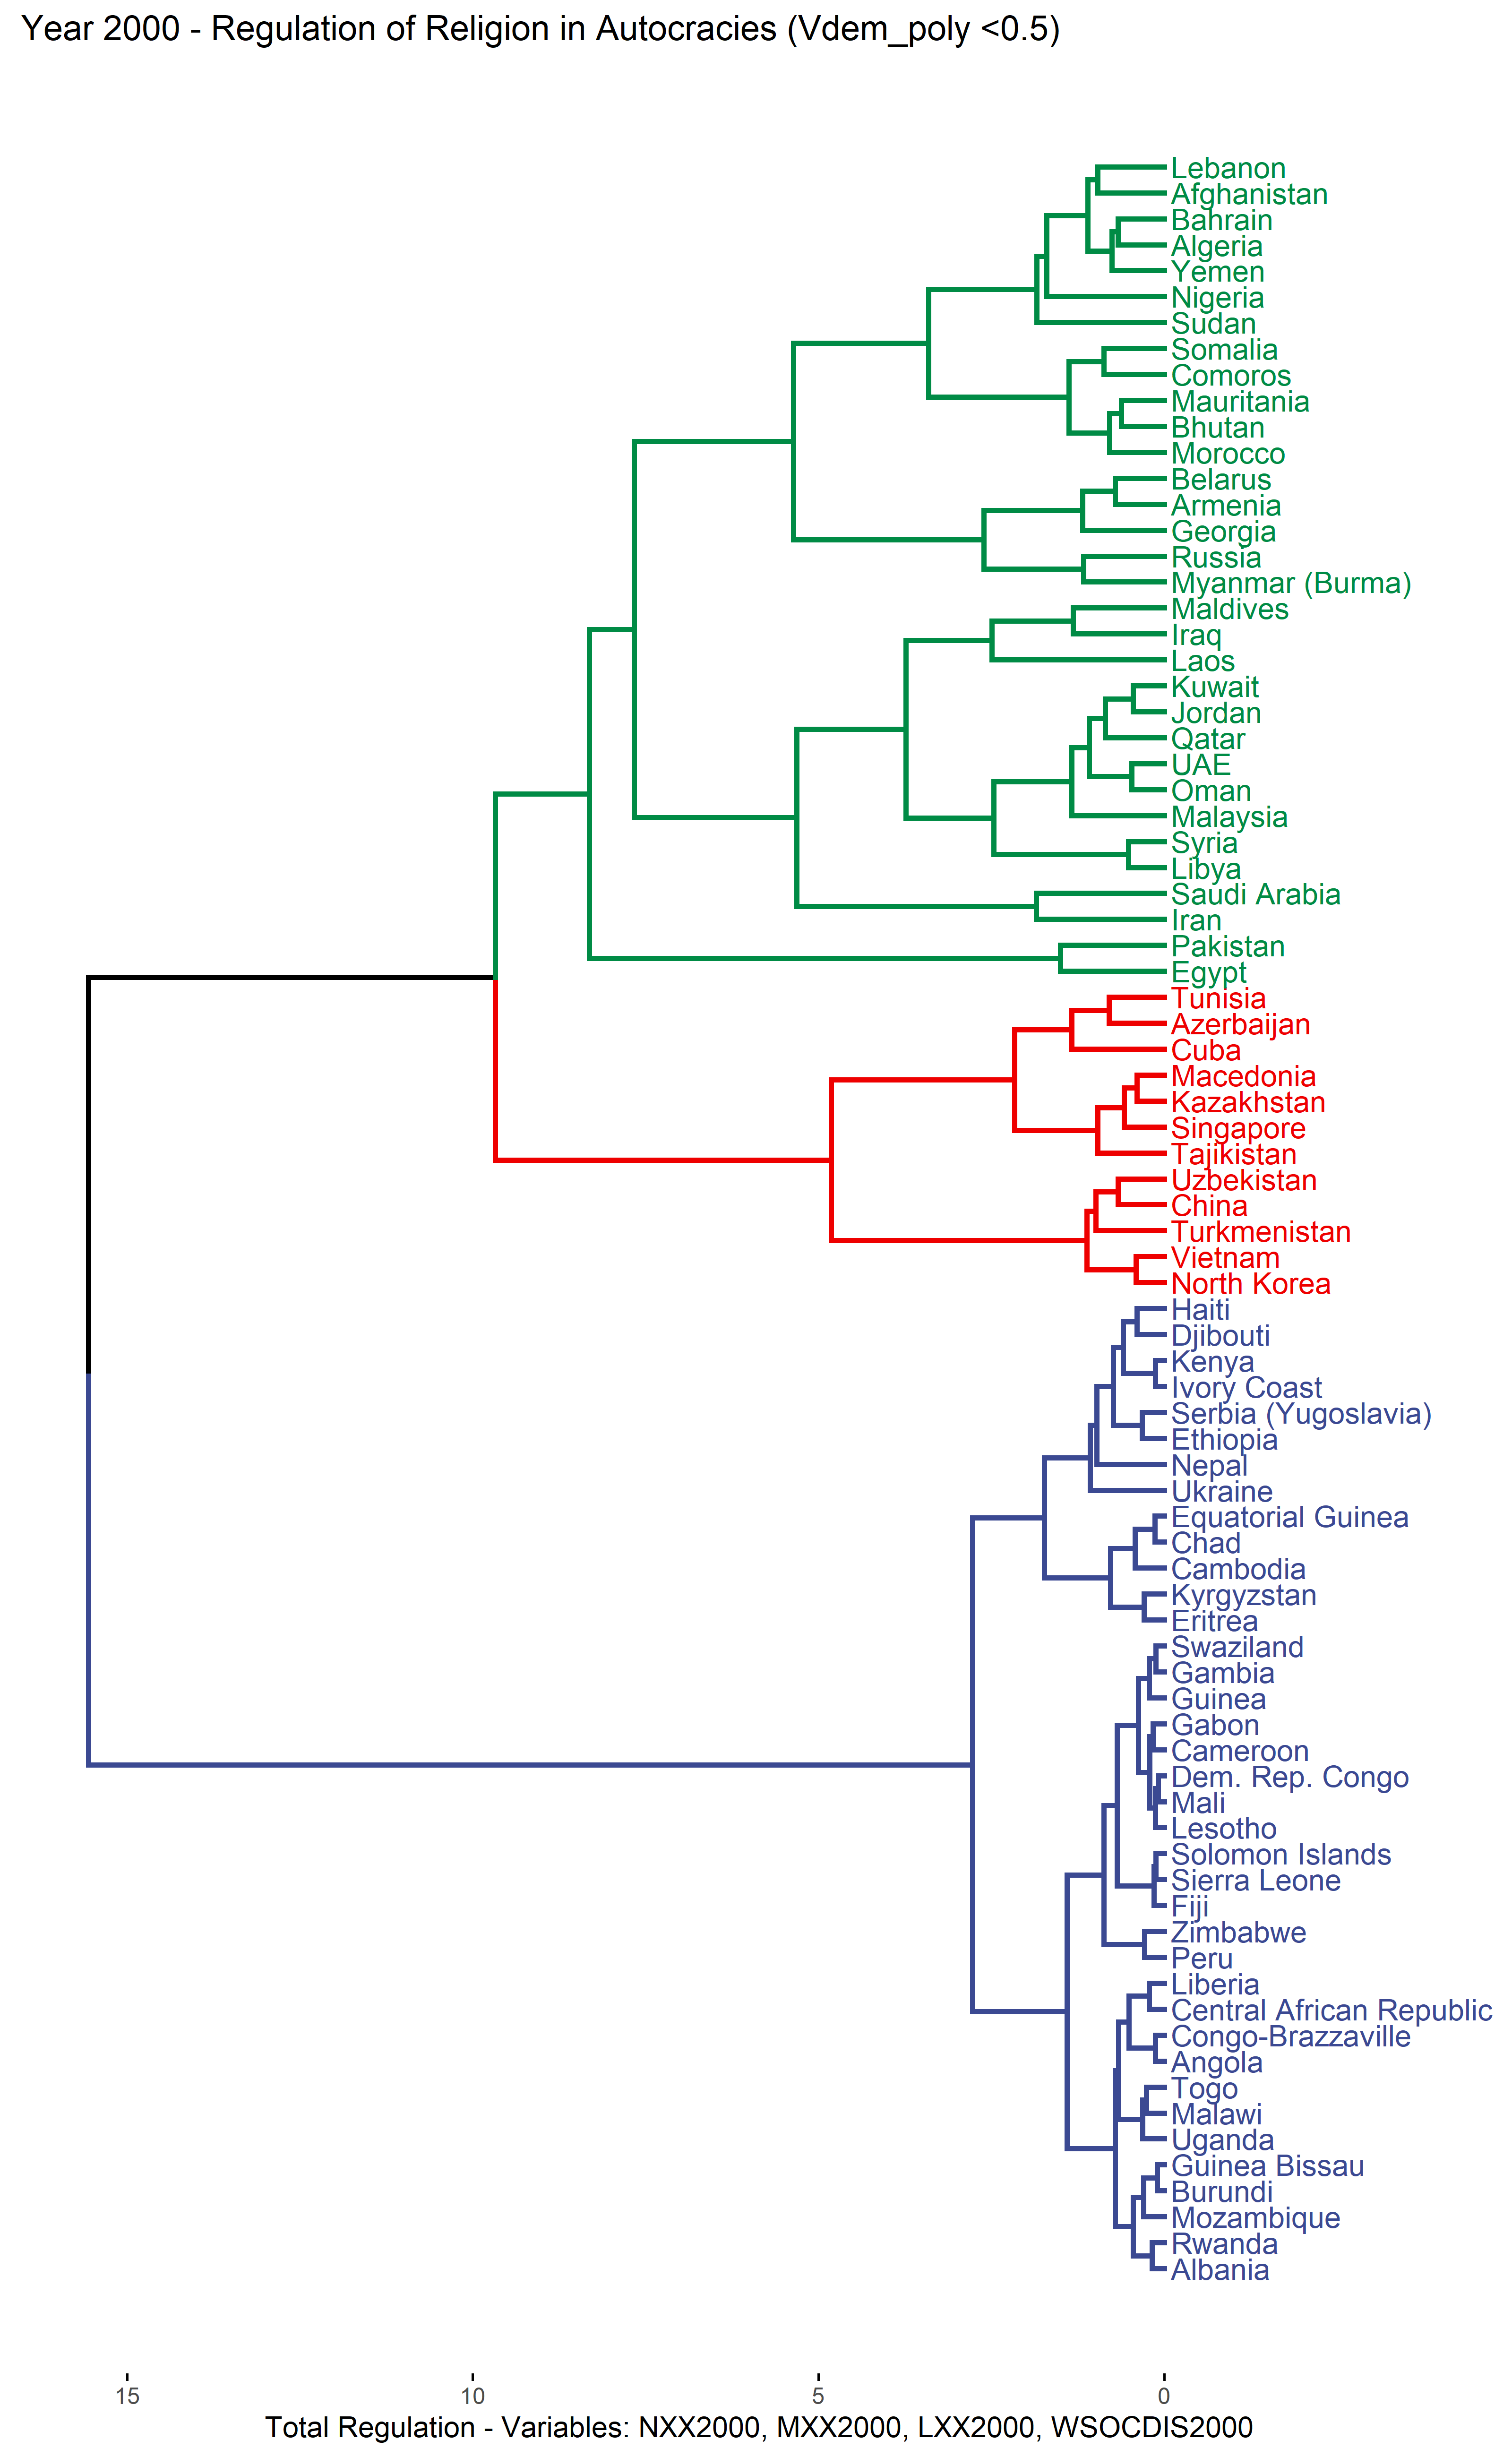 Year 2000 - Regulation of Religion in Autocracies (Vdem_poly <0.5)
Lebanon
Afghanistan
Bahrain
Algeria
Yemen
Nigeria
Sudan
Somalia
Comoros
Mauritania
Bhutan
Morocco
Belarus
Armenia
Georgia
Russia
Myanmar (Burma)
Maldives
Iraq
Laos
Kuwait
Jordan
Qatar
UAE
Oman
Malaysia
Syria
Libya
Saudi Arabia
Iran
Pakistan
Egypt
Tunisia
Azerbaijan
Cuba
Macedonia
Kazakhstan
Singapore
Tajikistan
Uzbekistan
China
Turkmenistan
Vietnam
North Korea
Haiti
Djibouti
Kenya
Ivory Coast
Serbia (Yugoslavia)
Ethiopia
Nepal
Ukraine
Equatorial Guinea
Chad
Cambodia
Kyrgyzstan
Eritrea
Swaziland
Gambia
Guinea
Gabon
Cameroon
Dem. Rep. Congo
Mali
Lesotho
Solomon Islands
Sierra Leone
Fiji
Zimbabwe
Peru
Liberia
Central African Republic
Congo-Brazzaville
Angola
Togo
Malawi
Uganda
Guinea Bissau
Burundi
Mozambique
Rwanda
Albania
15 10 5 0
Total Regulation - Variables: NXX2000, MXX2000, LXX2000, WSOCDIS2000